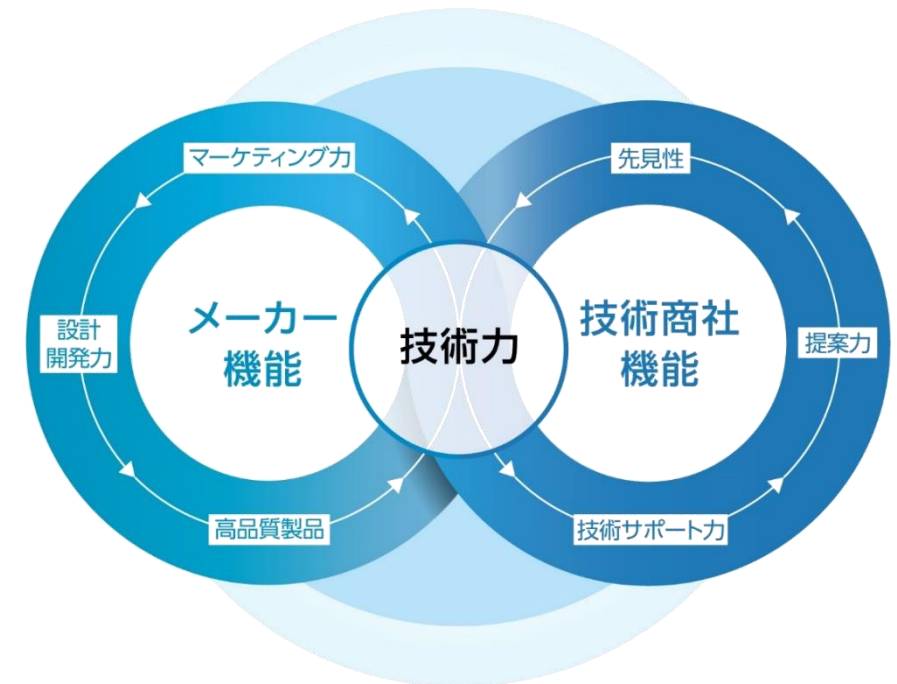 マーケティング力
先見性
設計
開発力
メーカー
機能
技術力
技術商社
機能
提案力
高品質製品
技術サポート力